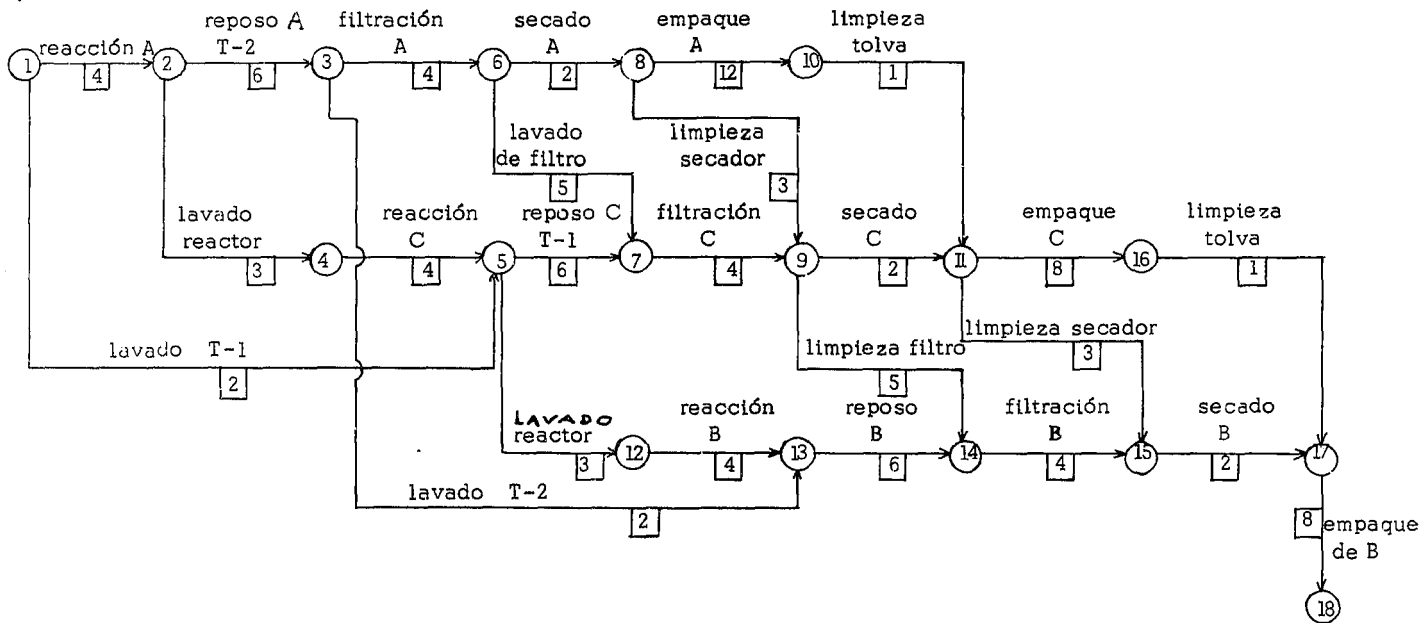 reposo A filtración secado empaque limpieza
reacción A T-2 A A A tolva
1 2 3 6 8 10
4 6 4 2 12 1
lavado limpieza
de filtro secador
5 3
lavado reacción reposo C filtración secado empaque limpieza
reactor C T-1 C C C tolva
4 5 7 9 11 16
3 4 6 4 2 8 1
limpieza secador
lavado T-1 limpieza filtro 3
2 5
LAVADO reacción reposo filtración secado
reactor B B B B
12 13 14 15 17
3 4 6 4 2
lavado T-2
2
8 empaque
de B
18